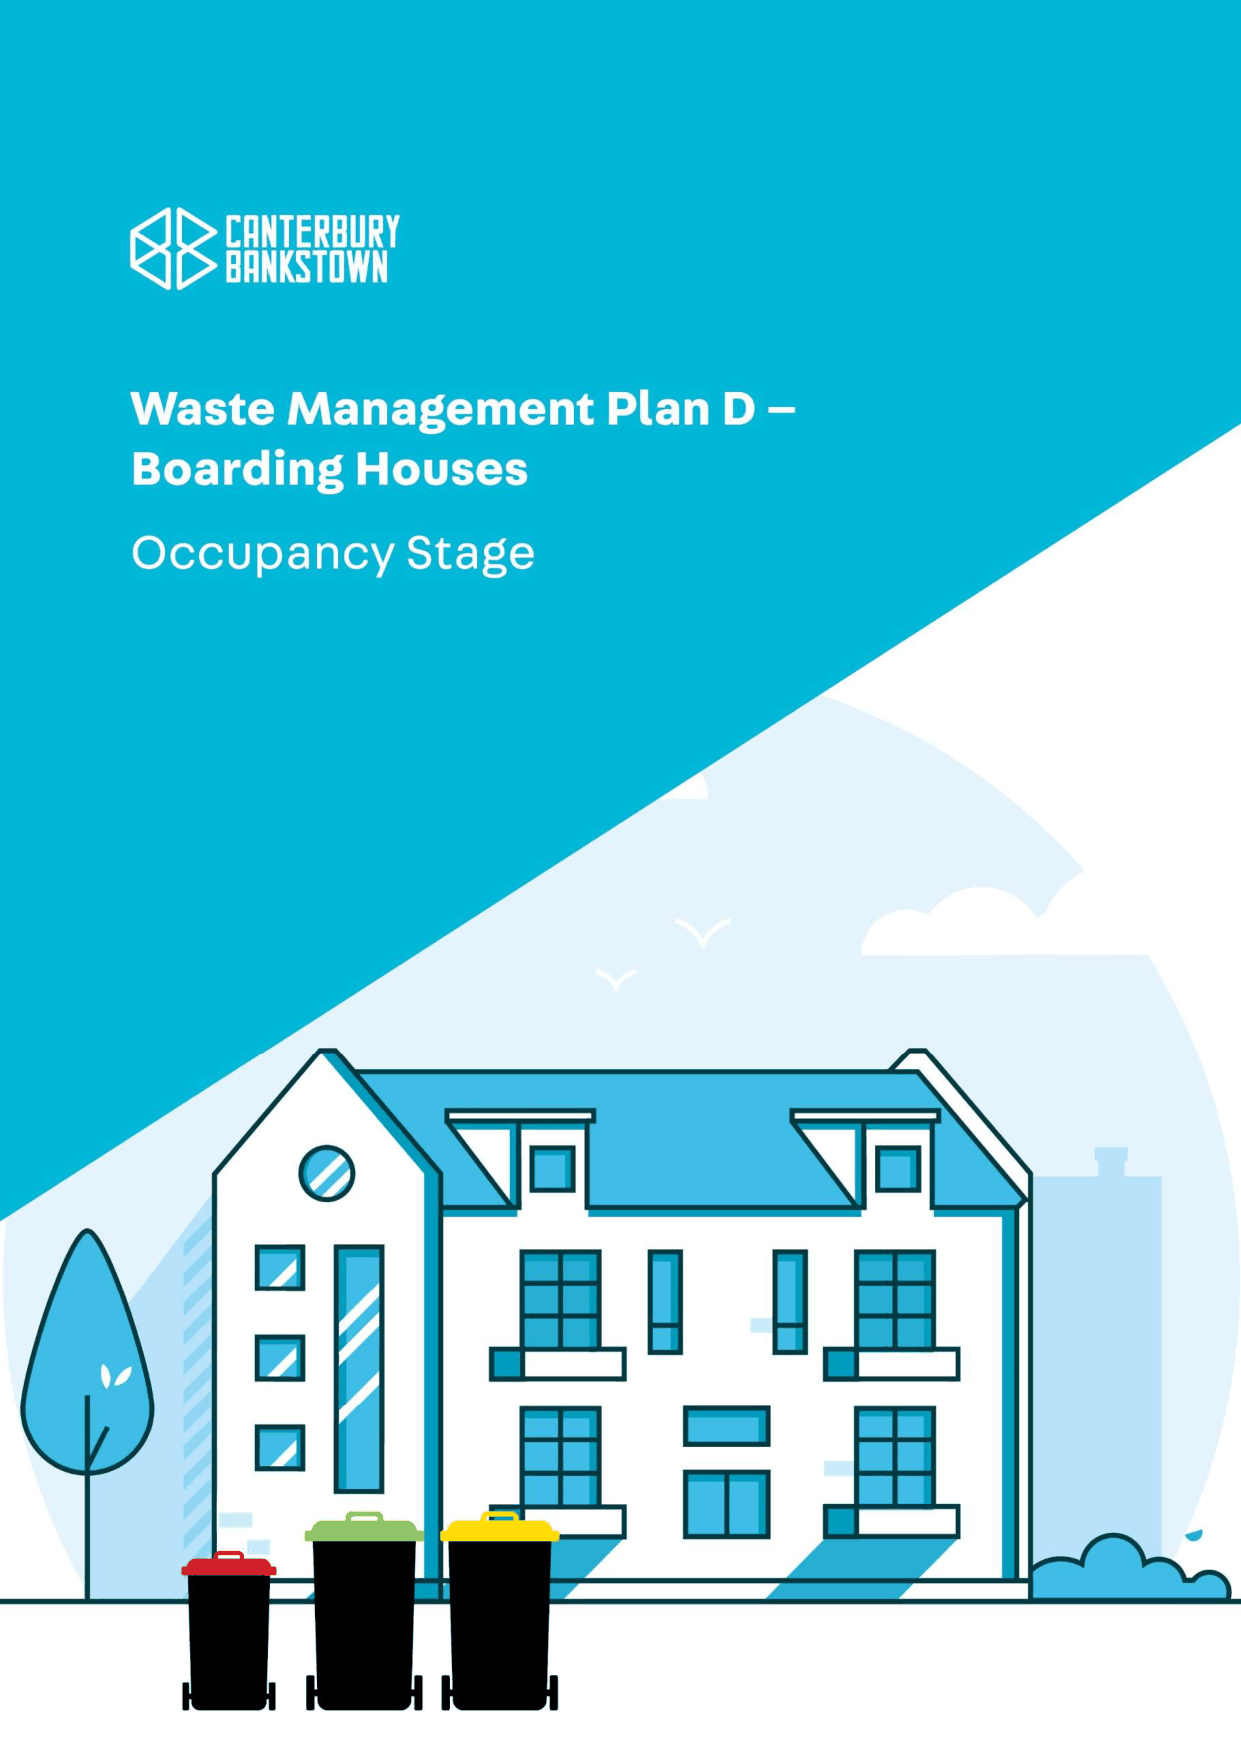 CANTERBURY
BANKSTOWN
Waste Management Plan D –
Boarding Houses
Occupancy Stage